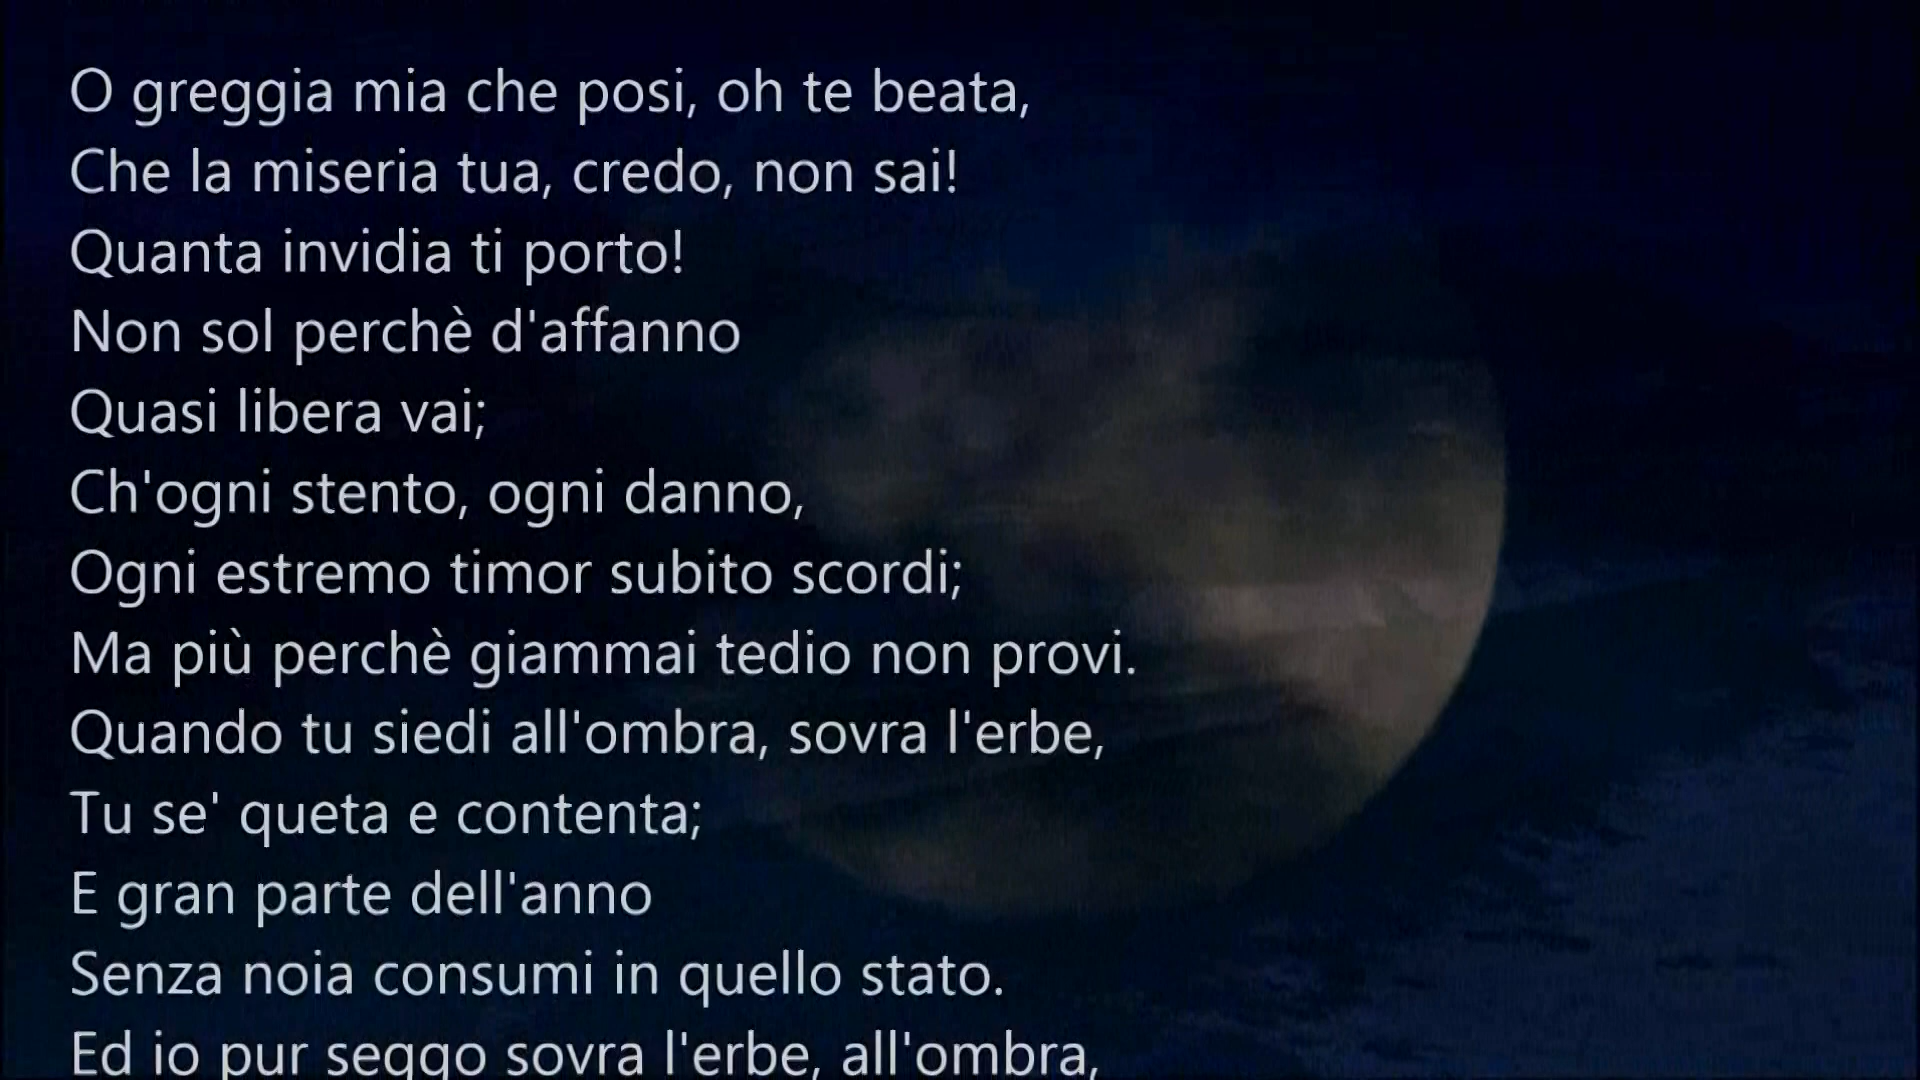 O greggia mia che posi, oh te beata,
Che la miseria tua, credo, non sai!
Quanta invidia ti porto!
Non sol perchè d'affanno
Quasi libera vai;
Ch'ogni stento, ogni danno,
Ogni estremo timor subito scordi;
Ma più perchè giammai tedio non provi.
Quando tu siedi all'ombra, sovra l'erbe,
Tu se' queta e contenta;
E gran parte dell'anno
Senza noia consumi in quello stato.
Ed io pur seggo sovra l'erbe, all'ombra,